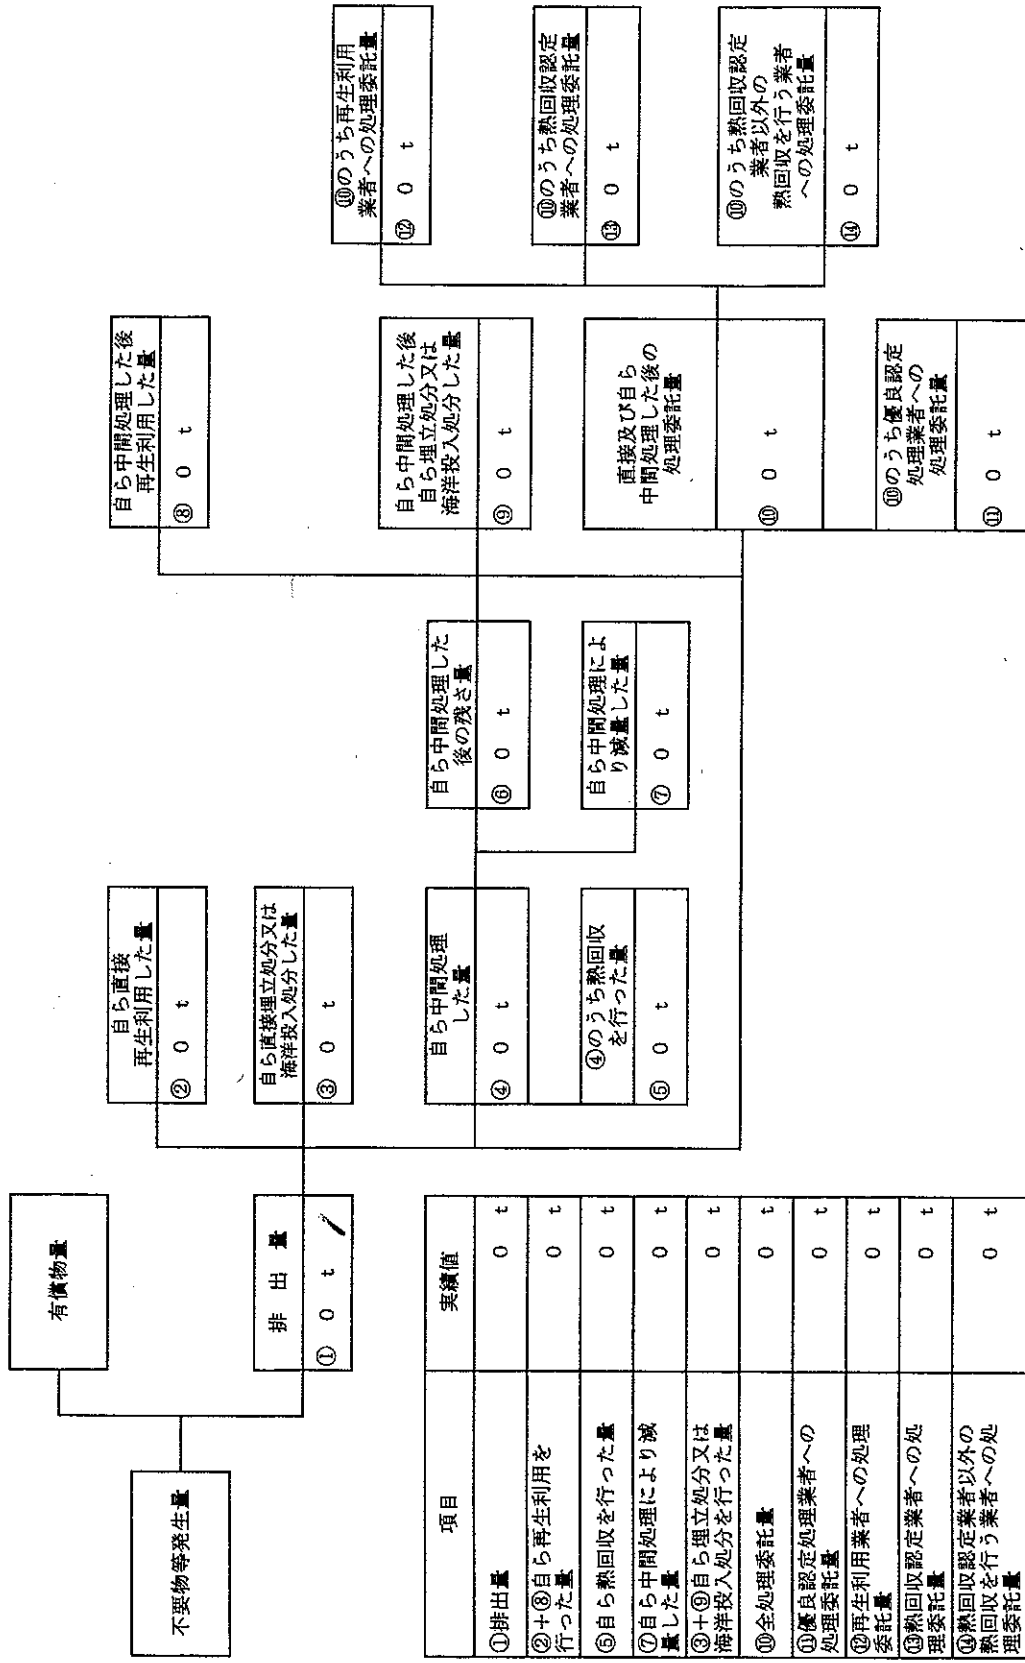 不要物等発生量
有償物量
排出量
① 0 t
自ら直接
再生利用した量
② 0 t
自ら直接埋立処分又は
海洋投入処分した量
③ 0 t
自ら中間処理
した量
④ 0 t
④のうち熱回収
を行った量
⑤ 0 t
自ら中間処理した
後の残さ量
⑥ 0 t
自ら中間処理によ
り減量した量
⑦ 0 t
自ら中間処理した後
再生利用した量
⑧ 0 t
自ら中間処理した後
自ら埋立処分又は
海洋投入処分した量
⑨ 0 t
直接及び自ら
中間処理した後の
処理委託量
⑩ 0 t
⑩のうち優良認定
処理業者への
処理委託量
⑪ 0 t
⑩のうち再生利用
業者への処理委託量
⑫ 0 t
⑩のうち熱回収認定
業者への処理委託量
⑬ 0 t
⑩のうち熱回収認定
業者以外の
熱回収を行う業者
への処理委託量
⑭ 0 t
項目 実績値
①排出量 0 t
②+⑧自ら再生利用を
行った量 0 t
⑤自ら熱回収を行った量 0 t
⑦自ら中間処理により減
量した量 0 t
③+⑨自ら埋立処分又は
海洋投入処分を行った量 0 t
⑩全処理委託量 0 t
⑪優良認定処理業者への
処理委託量 0 t
⑫再生利用業者への処理
委託量 0 t
⑬熱回収認定業者への処
理委託量 0 t
⑭熱回収認定業者以外の
熱回収を行う業者への処
理委託量 0 t